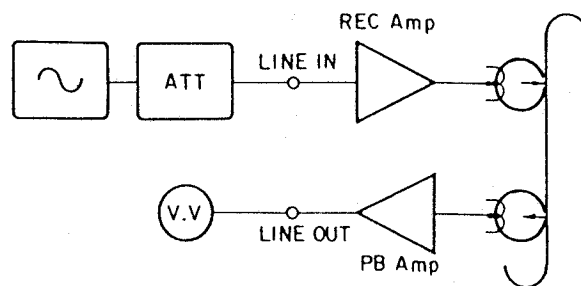 REC Amp
ATT
LINE IN
V.V
LINE OUT
PB Amp